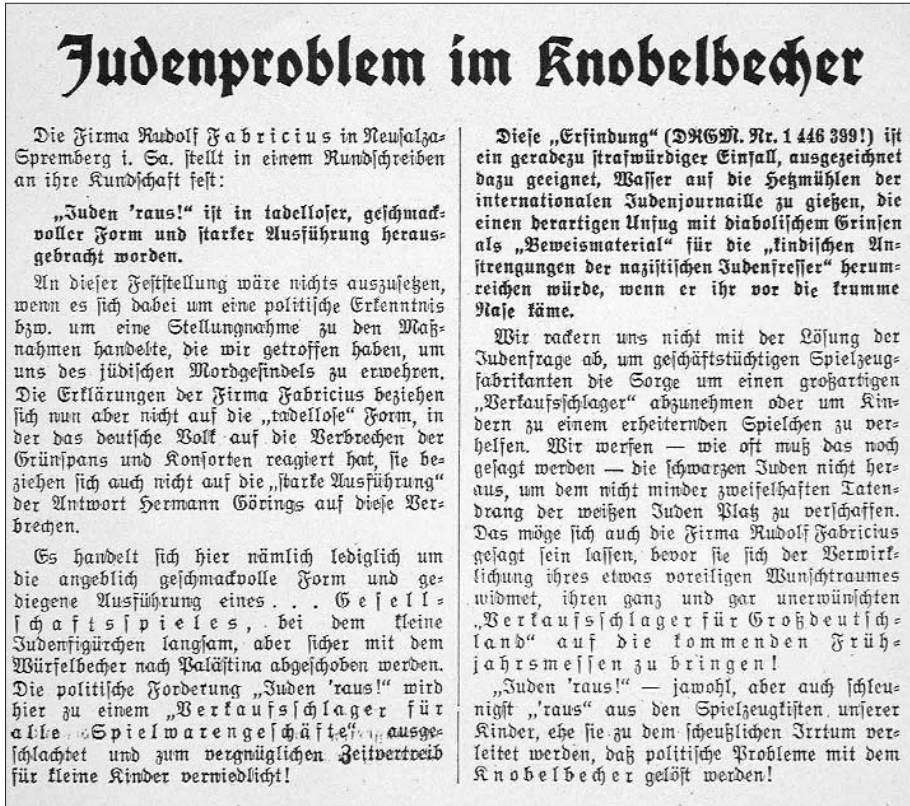 Judenproblem im Knobelbecher
Die Firma Rudolf Fabricius in Neusalza-
Spremberg i. Sa. stellt in einem Rundschreiben
an ihre Kundschaft fest:
„Juden 'raus!“ ist in tadelloser, geschmack-
voller Form und starker Ausführung heraus-
gebracht worden.
An dieser Feststellung wäre nichts auszusetzen,
wenn es sich dabei um eine politische Erkenntnis
bzw. um eine Stellungnahme zu den Maß-
nahmen handelte, die wir getroffen haben, um
uns des jüdischen Mordgesindels zu erwehren.
Die Erklärungen der Firma Fabricius beziehen
sich nun aber nicht auf die „tadellose“ Form, in
der das deutsche Volk auf die Verbrechen der
Grünspans und Konsorten reagiert hat, sie be-
ziehen sich auch nicht auf die „starke Ausführung“
der Antwort Hermann Görings auf diese Ver-
brechen.
Es handelt sich hier nämlich lediglich um
die angeblich geschmackvolle Form und ge-
diegene Ausführung eines . . . Gesell-
schaftsspieles, bei dem kleine
Judenfigürchen langsam, aber sicher mit dem
Würfelbecher nach Palästina abgeschoben werden.
Die politische Forderung „Juden 'raus!“ wird
hier zu einem „Verkaufsschlager für
alle Spielwarengeschäfte“ ausge-
schlachtet und zum vergnüglichen Zeitvertreib
für kleine Kinder verniedlicht!
Diese „Erfindung“ (DRGM. Nr. 1 446 399!) ist
ein geradezu strafwürdiger Einfall, ausgezeichnet
dazu geeignet, Wasser auf die Hetzmühlen der
internationalen Judenjournaille zu gießen, die
einen derartigen Unfug mit diabolischem Grinsen
als „Beweismaterial“ für die „kindischen An-
strengungen der nazistischen Judenfresser“ herum-
reichen würde, wenn er ihr vor die krumme
Nase käme.
Wir rackern uns nicht mit der Lösung der
Judenfrage ab, um geschäftstüchtigen Spielzeug-
fabrikanten die Sorge um einen großartigen
„Verkaufsschlager“ abzunehmen oder um Kin-
dern zu einem erheiternden Spielchen zu ver-
helfen. Wir werfen — wie oft muß das noch
gesagt werden — die schwarzen Juden nicht her-
aus, um dem nicht minder zweifelhaften Taten-
drang der weißen Juden Platz zu verschaffen.
Das möge sich auch die Firma Rudolf Fabricius
gesagt sein lassen, bevor sie sich der Verwirk-
lichung ihres etwas voreiligen Wunschtraumes
widmet, ihren ganz und gar unerwünschten
„Verkaufsschlager für Großdeutsch-
land“ auf die kommenden Früh-
jahrsmessen zu bringen!
„Juden 'raus!“ — jawohl, aber auch schleu-
nigst „'raus“ aus den Spielzeugkisten unserer
Kinder, ehe sie zu dem scheußlichen Irrtum ver-
leitet werden, daß politische Probleme mit dem
Knobelbecher gelöst werden!